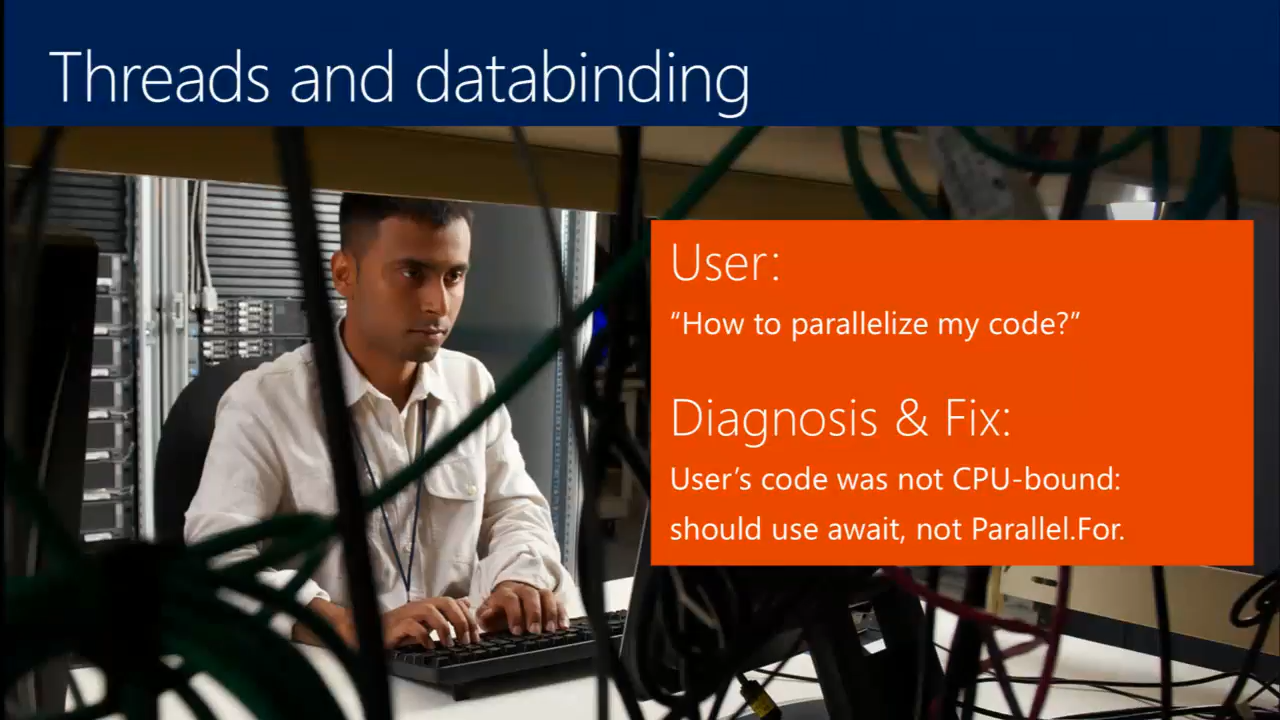 Threads and databinding
User:
“How to parallelize my code?”
Diagnosis & Fix:
User’s code was not CPU-bound:
should use await, not Parallel.For.